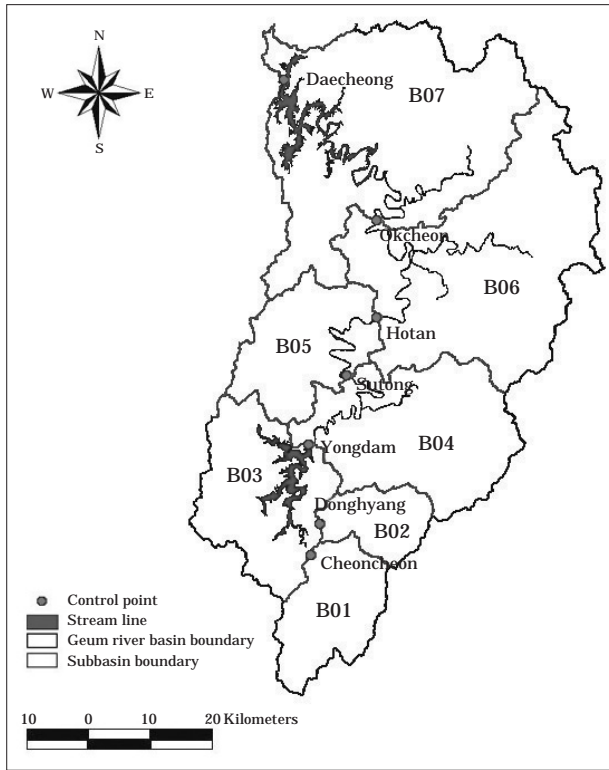 N
W E
S
Daecheong
B07
Okcheon
B06
Hotan
B05
Sutong
B04
Yongdam
B03
Donghyang
B02
Cheoncheon
B01
Control point
Stream line
Geum river basin boundary
Subbasin boundary
10 0 10 20 Kilometers